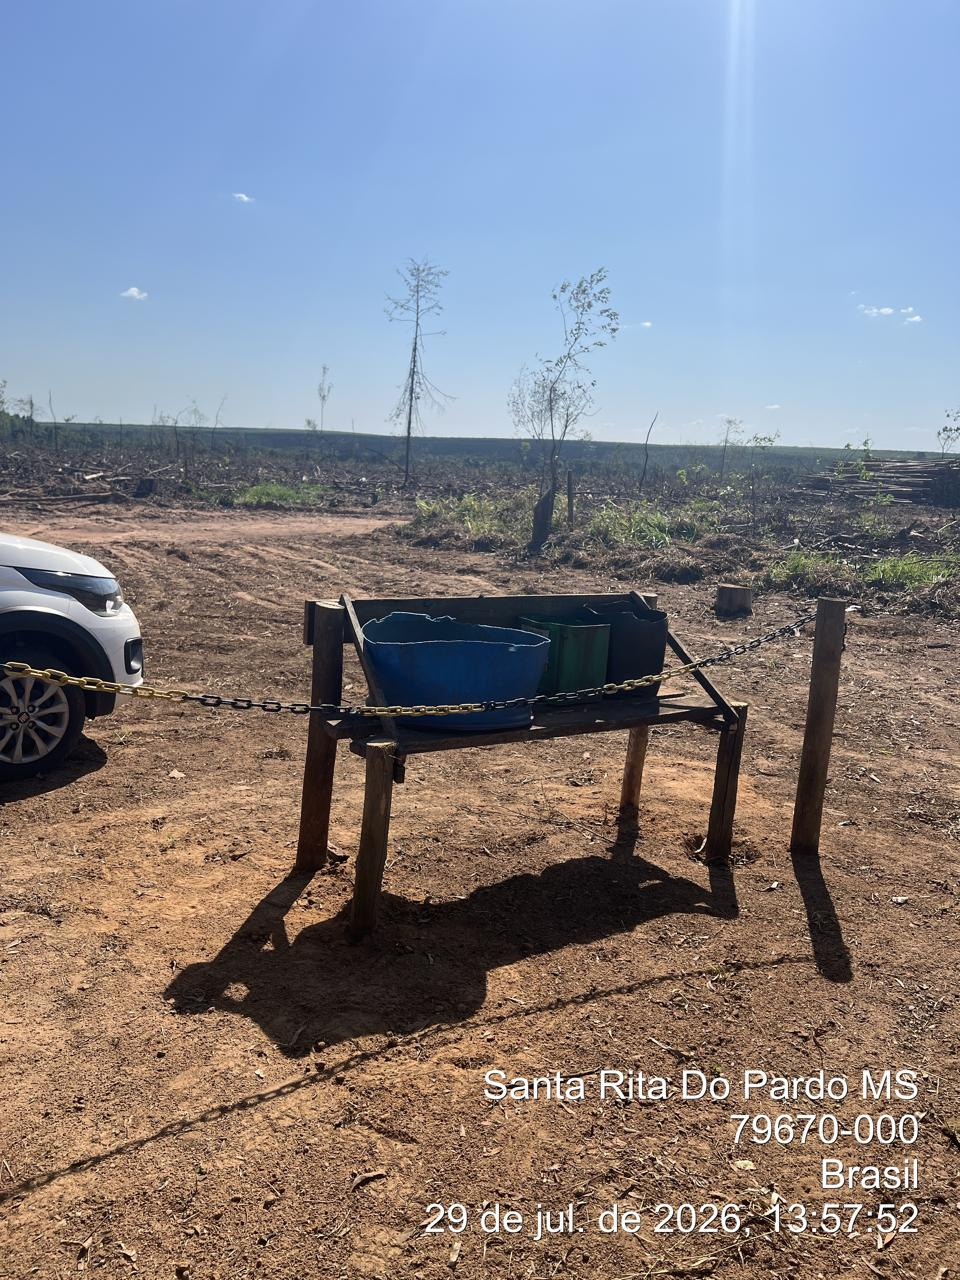 Santa Rita Do Pardo MS
79670-000
Brasil
29 de jul. de 2026, 13:57:52